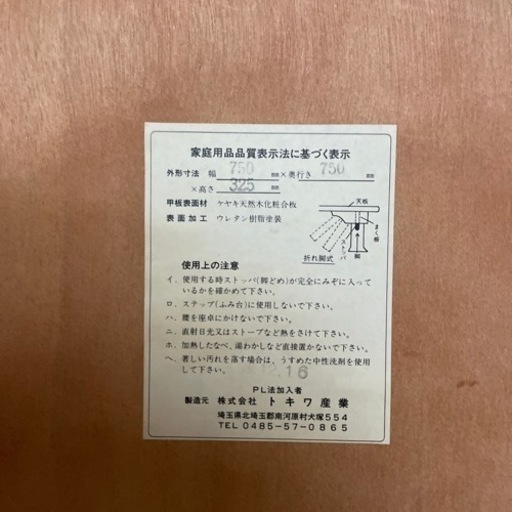 家庭用品品質表示法に基づく表示
外形寸法 幅 750 mm×奥行き 750 mm
×高さ 325 mm
甲板表面材 ケヤキ天然木化粧合板
表面加工 ウレタン樹脂塗装
天板
まく板
ストッパ
脚
折れ脚式
使用上の注意
イ．使用する時ストッパ(脚どめ)が完全にみぞに入って
いるかを確かめて下さい。
ロ．ステップ(ふみ台)に使用しないで下さい。
ハ．腰を座卓にかけないで下さい。
ニ．直射日光又はストーブなど熱をさけて下さい。
ホ．加熱したなべ、湯わかしなど直接置かないで下さい。
ヘ．著しい汚れを落す場合は、うすめた中性洗剤を使用
して下さい。
16
PL法加入者
製造元 株式会社 トキワ産業
埼玉県北埼玉郡南河原村犬塚554
TEL 0485-57-0865